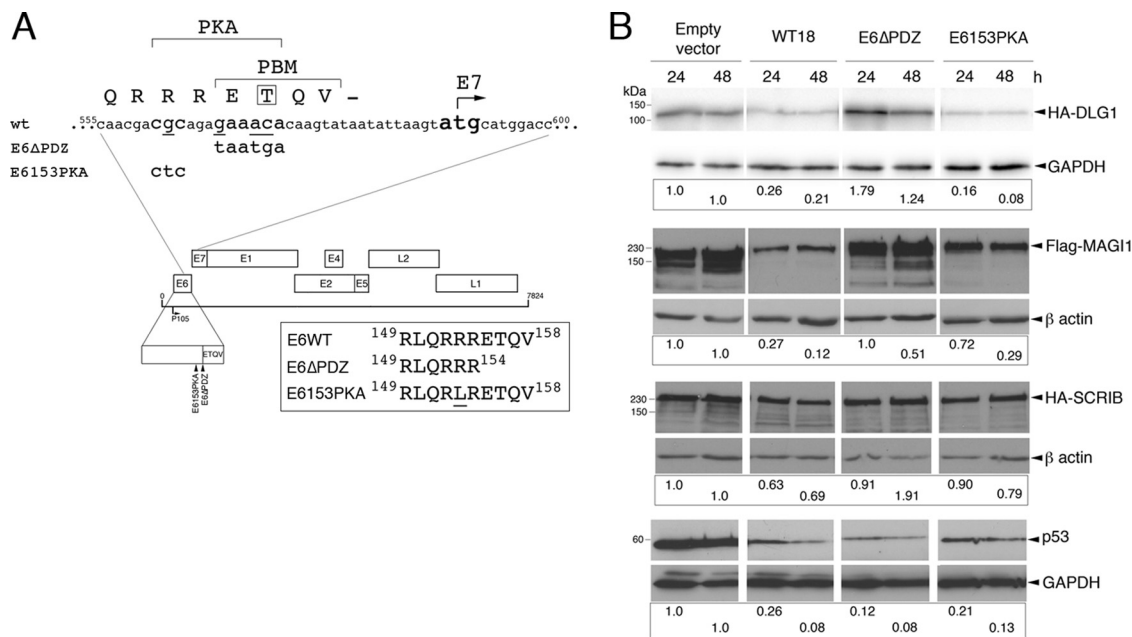 A
PKA
PBM
E7
Q R R R E T Q V –
wt ...⁵⁵⁵caacgacgcagagaaacacaagtataatattaagtatgcatggacc⁶⁰⁰...
E6ΔPDZ taatga
E6153PKA ctc
E7 E1 E4 L2
E6 E2 E5 L1
0 7824
P105
ETQV
E6153PKA
E6ΔPDZ
E6WT ¹⁴⁹RLQRRRETQV¹⁵⁸
E6ΔPDZ ¹⁴⁹RLQRRR¹⁵⁴
E6153PKA ¹⁴⁹RLQRLRETQV¹⁵⁸
B
Empty vector WT18 E6ΔPDZ E6153PKA
24 48 24 48 24 48 24 48 h
kDa
150
100
HA-DLG1
GAPDH
1.0 1.0 0.26 0.21 1.79 1.24 0.16 0.08
230
150
Flag-MAGI1
β actin
1.0 1.0 0.27 0.12 1.0 0.51 0.72 0.29
230
150
HA-SCRIB
β actin
1.0 1.0 0.63 0.69 0.91 1.91 0.90 0.79
60
p53
GAPDH
1.0 1.0 0.26 0.08 0.12 0.08 0.21 0.13